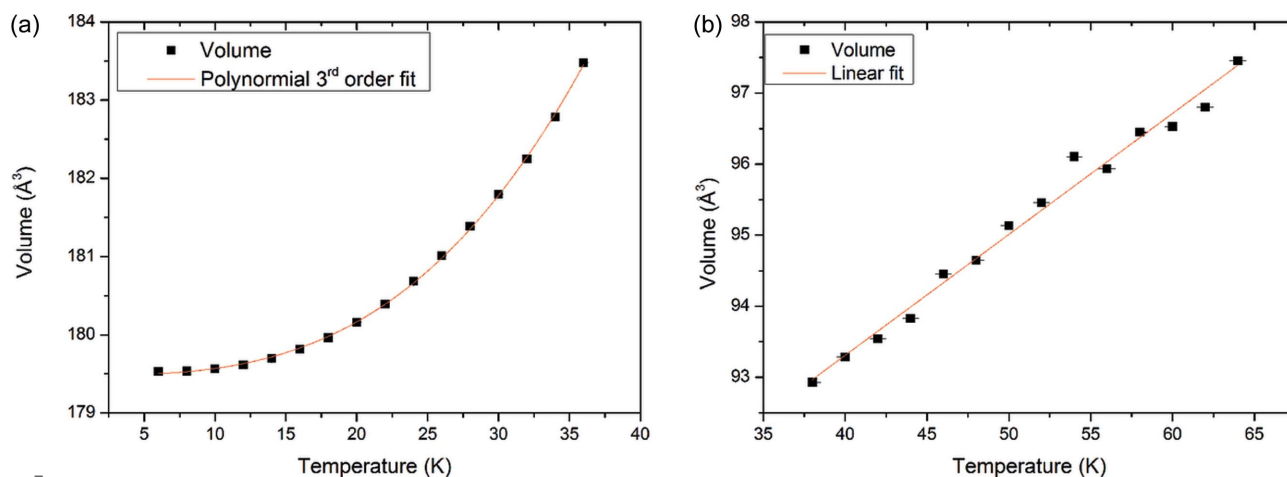 (a)
184
183
182
181
180
179
Volume (Å³)
Volume
Polynormial 3rd order fit
5 10 15 20 25 30 35 40
Temperature (K)
(b)
98
97
96
95
94
93
Volume (Å³)
Volume
Linear fit
35 40 45 50 55 60 65
Temperature (K)